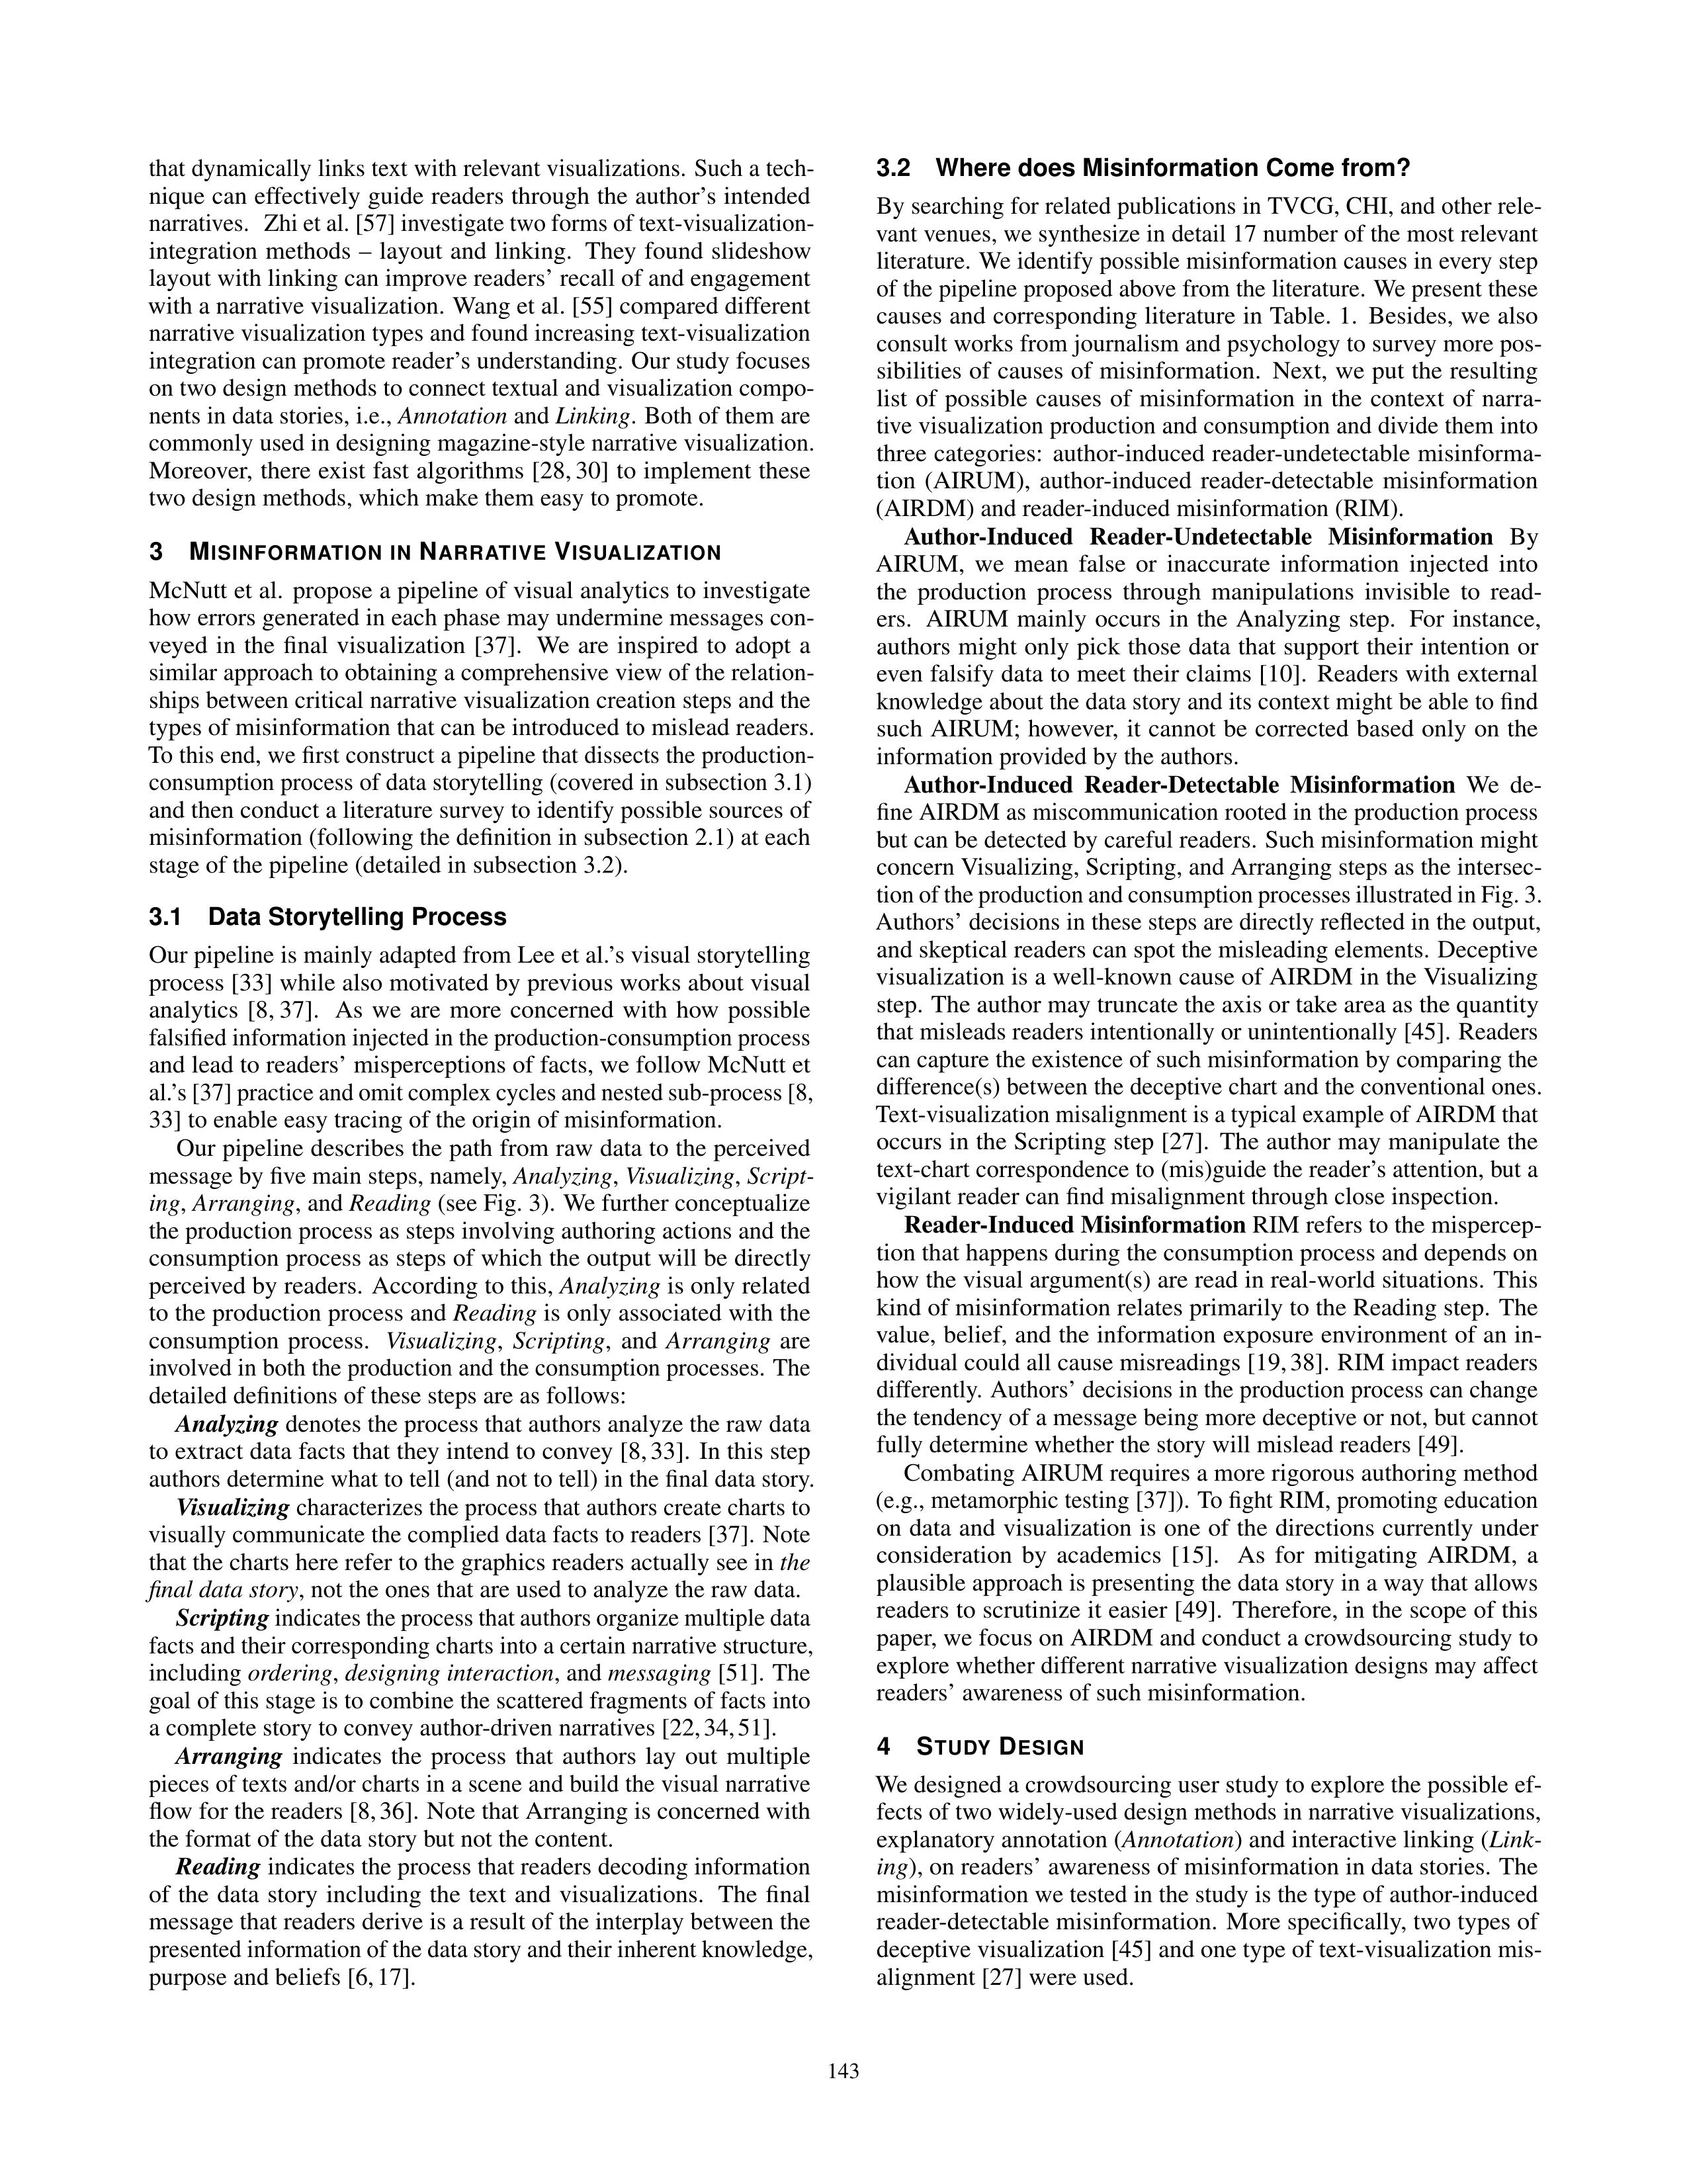 that dynamically links text with relevant visualizations. Such a tech-
nique can effectively guide readers through the author's intended
narratives. Zhi et al. [57] investigate two forms of text-visualization-
integration methods – layout and linking. They found slideshow
layout with linking can improve readers' recall of and engagement
with a narrative visualization. Wang et al. [55] compared different
narrative visualization types and found increasing text-visualization
integration can promote reader's understanding. Our study focuses
on two design methods to connect textual and visualization compo-
nents in data stories, i.e., Annotation and Linking. Both of them are
commonly used in designing magazine-style narrative visualization.
Moreover, there exist fast algorithms [28, 30] to implement these
two design methods, which make them easy to promote.
3 MISINFORMATION IN NARRATIVE VISUALIZATION
McNutt et al. propose a pipeline of visual analytics to investigate
how errors generated in each phase may undermine messages con-
veyed in the final visualization [37]. We are inspired to adopt a
similar approach to obtaining a comprehensive view of the relation-
ships between critical narrative visualization creation steps and the
types of misinformation that can be introduced to mislead readers.
To this end, we first construct a pipeline that dissects the production-
consumption process of data storytelling (covered in subsection 3.1)
and then conduct a literature survey to identify possible sources of
misinformation (following the definition in subsection 2.1) at each
stage of the pipeline (detailed in subsection 3.2).
3.1 Data Storytelling Process
Our pipeline is mainly adapted from Lee et al.'s visual storytelling
process [33] while also motivated by previous works about visual
analytics [8, 37]. As we are more concerned with how possible
falsified information injected in the production-consumption process
and lead to readers' misperceptions of facts, we follow McNutt et
al.'s [37] practice and omit complex cycles and nested sub-process [8,
33] to enable easy tracing of the origin of misinformation.
Our pipeline describes the path from raw data to the perceived
message by five main steps, namely, Analyzing, Visualizing, Script-
ing, Arranging, and Reading (see Fig. 3). We further conceptualize
the production process as steps involving authoring actions and the
consumption process as steps of which the output will be directly
perceived by readers. According to this, Analyzing is only related
to the production process and Reading is only associated with the
consumption process. Visualizing, Scripting, and Arranging are
involved in both the production and the consumption processes. The
detailed definitions of these steps are as follows:
Analyzing denotes the process that authors analyze the raw data
to extract data facts that they intend to convey [8, 33]. In this step
authors determine what to tell (and not to tell) in the final data story.
Visualizing characterizes the process that authors create charts to
visually communicate the complied data facts to readers [37]. Note
that the charts here refer to the graphics readers actually see in the
final data story, not the ones that are used to analyze the raw data.
Scripting indicates the process that authors organize multiple data
facts and their corresponding charts into a certain narrative structure,
including ordering, designing interaction, and messaging [51]. The
goal of this stage is to combine the scattered fragments of facts into
a complete story to convey author-driven narratives [22, 34, 51].
Arranging indicates the process that authors lay out multiple
pieces of texts and/or charts in a scene and build the visual narrative
flow for the readers [8, 36]. Note that Arranging is concerned with
the format of the data story but not the content.
Reading indicates the process that readers decoding information
of the data story including the text and visualizations. The final
message that readers derive is a result of the interplay between the
presented information of the data story and their inherent knowledge,
purpose and beliefs [6, 17].
3.2 Where does Misinformation Come from?
By searching for related publications in TVCG, CHI, and other rele-
vant venues, we synthesize in detail 17 number of the most relevant
literature. We identify possible misinformation causes in every step
of the pipeline proposed above from the literature. We present these
causes and corresponding literature in Table. 1. Besides, we also
consult works from journalism and psychology to survey more pos-
sibilities of causes of misinformation. Next, we put the resulting
list of possible causes of misinformation in the context of narra-
tive visualization production and consumption and divide them into
three categories: author-induced reader-undetectable misinforma-
tion (AIRUM), author-induced reader-detectable misinformation
(AIRDM) and reader-induced misinformation (RIM).
Author-Induced Reader-Undetectable Misinformation By
AIRUM, we mean false or inaccurate information injected into
the production process through manipulations invisible to read-
ers. AIRUM mainly occurs in the Analyzing step. For instance,
authors might only pick those data that support their intention or
even falsify data to meet their claims [10]. Readers with external
knowledge about the data story and its context might be able to find
such AIRUM; however, it cannot be corrected based only on the
information provided by the authors.
Author-Induced Reader-Detectable Misinformation We de-
fine AIRDM as miscommunication rooted in the production process
but can be detected by careful readers. Such misinformation might
concern Visualizing, Scripting, and Arranging steps as the intersec-
tion of the production and consumption processes illustrated in Fig. 3.
Authors' decisions in these steps are directly reflected in the output,
and skeptical readers can spot the misleading elements. Deceptive
visualization is a well-known cause of AIRDM in the Visualizing
step. The author may truncate the axis or take area as the quantity
that misleads readers intentionally or unintentionally [45]. Readers
can capture the existence of such misinformation by comparing the
difference(s) between the deceptive chart and the conventional ones.
Text-visualization misalignment is a typical example of AIRDM that
occurs in the Scripting step [27]. The author may manipulate the
text-chart correspondence to (mis)guide the reader's attention, but a
vigilant reader can find misalignment through close inspection.
Reader-Induced Misinformation RIM refers to the mispercep-
tion that happens during the consumption process and depends on
how the visual argument(s) are read in real-world situations. This
kind of misinformation relates primarily to the Reading step. The
value, belief, and the information exposure environment of an in-
dividual could all cause misreadings [19, 38]. RIM impact readers
differently. Authors' decisions in the production process can change
the tendency of a message being more deceptive or not, but cannot
fully determine whether the story will mislead readers [49].
Combating AIRUM requires a more rigorous authoring method
(e.g., metamorphic testing [37]). To fight RIM, promoting education
on data and visualization is one of the directions currently under
consideration by academics [15]. As for mitigating AIRDM, a
plausible approach is presenting the data story in a way that allows
readers to scrutinize it easier [49]. Therefore, in the scope of this
paper, we focus on AIRDM and conduct a crowdsourcing study to
explore whether different narrative visualization designs may affect
readers' awareness of such misinformation.
4 STUDY DESIGN
We designed a crowdsourcing user study to explore the possible ef-
fects of two widely-used design methods in narrative visualizations,
explanatory annotation (Annotation) and interactive linking (Link-
ing), on readers' awareness of misinformation in data stories. The
misinformation we tested in the study is the type of author-induced
reader-detectable misinformation. More specifically, two types of
deceptive visualization [45] and one type of text-visualization mis-
alignment [27] were used.
143